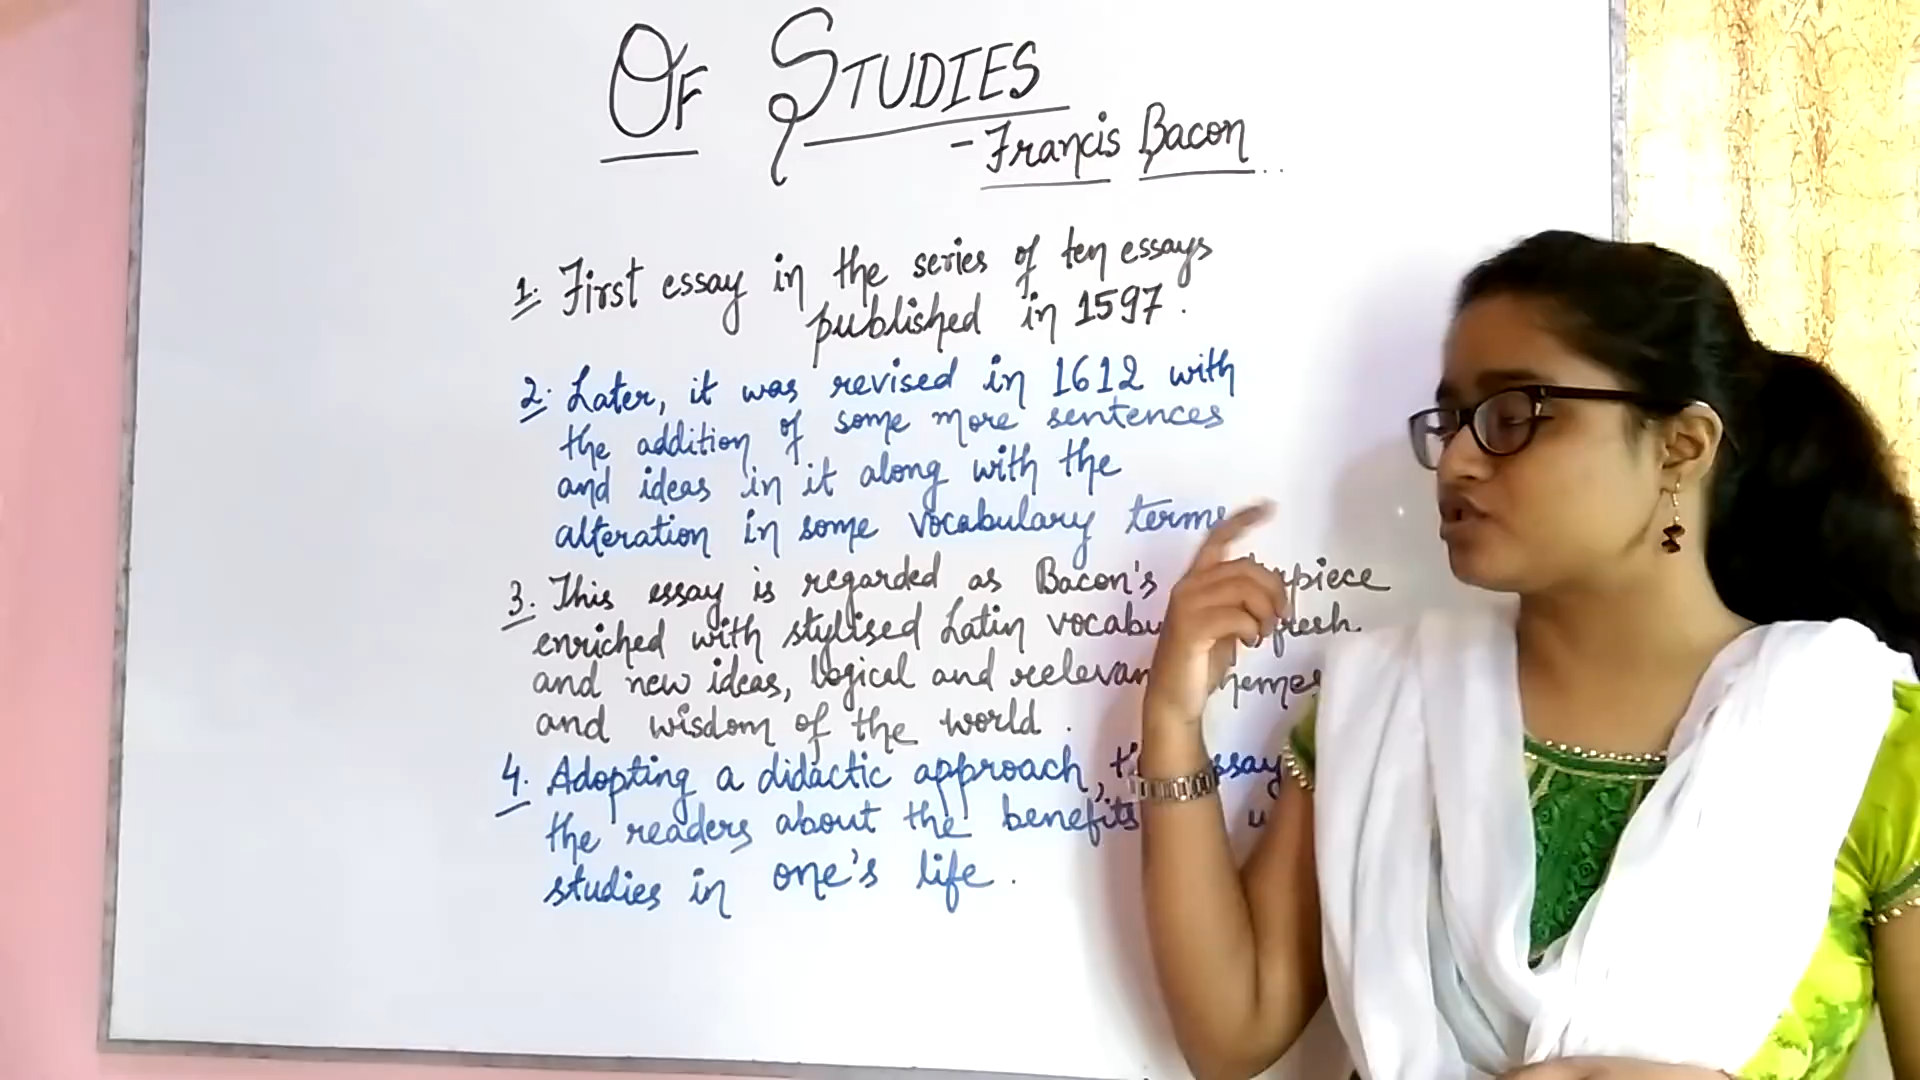 OF STUDIES
- Francis Bacon
1. First essay in the series of ten essays
published in 1597.
2. Later, it was revised in 1612 with
the addition of some more sentences
and ideas in it along with the
alteration in some vocabulary terms
3. This essay is regarded as Bacon's
enriched with stylised Latin fresh
and new ideas, logical and
and wisdom of the world.
4. Adopting a didactic approach,
the readers about the benefits
studies in one's life.